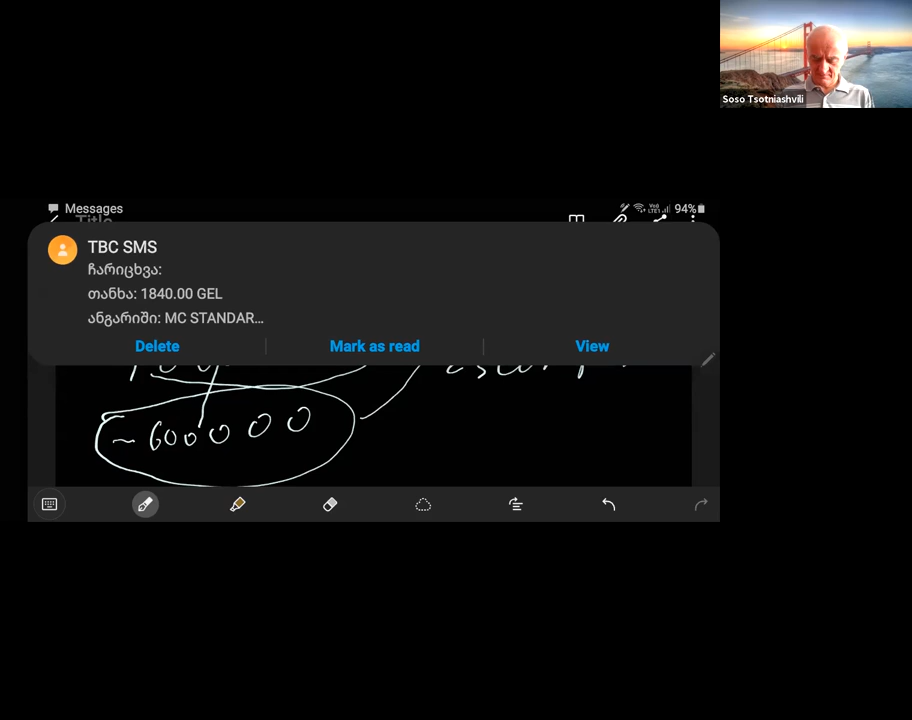 Soso Tsotniashvili
Messages
94%
Title
TBC SMS
ჩარიცხვა:
თანხა: 1840.00 GEL
ანგარიში: MC STANDAR...
Delete
Mark as read
View
~ 600000